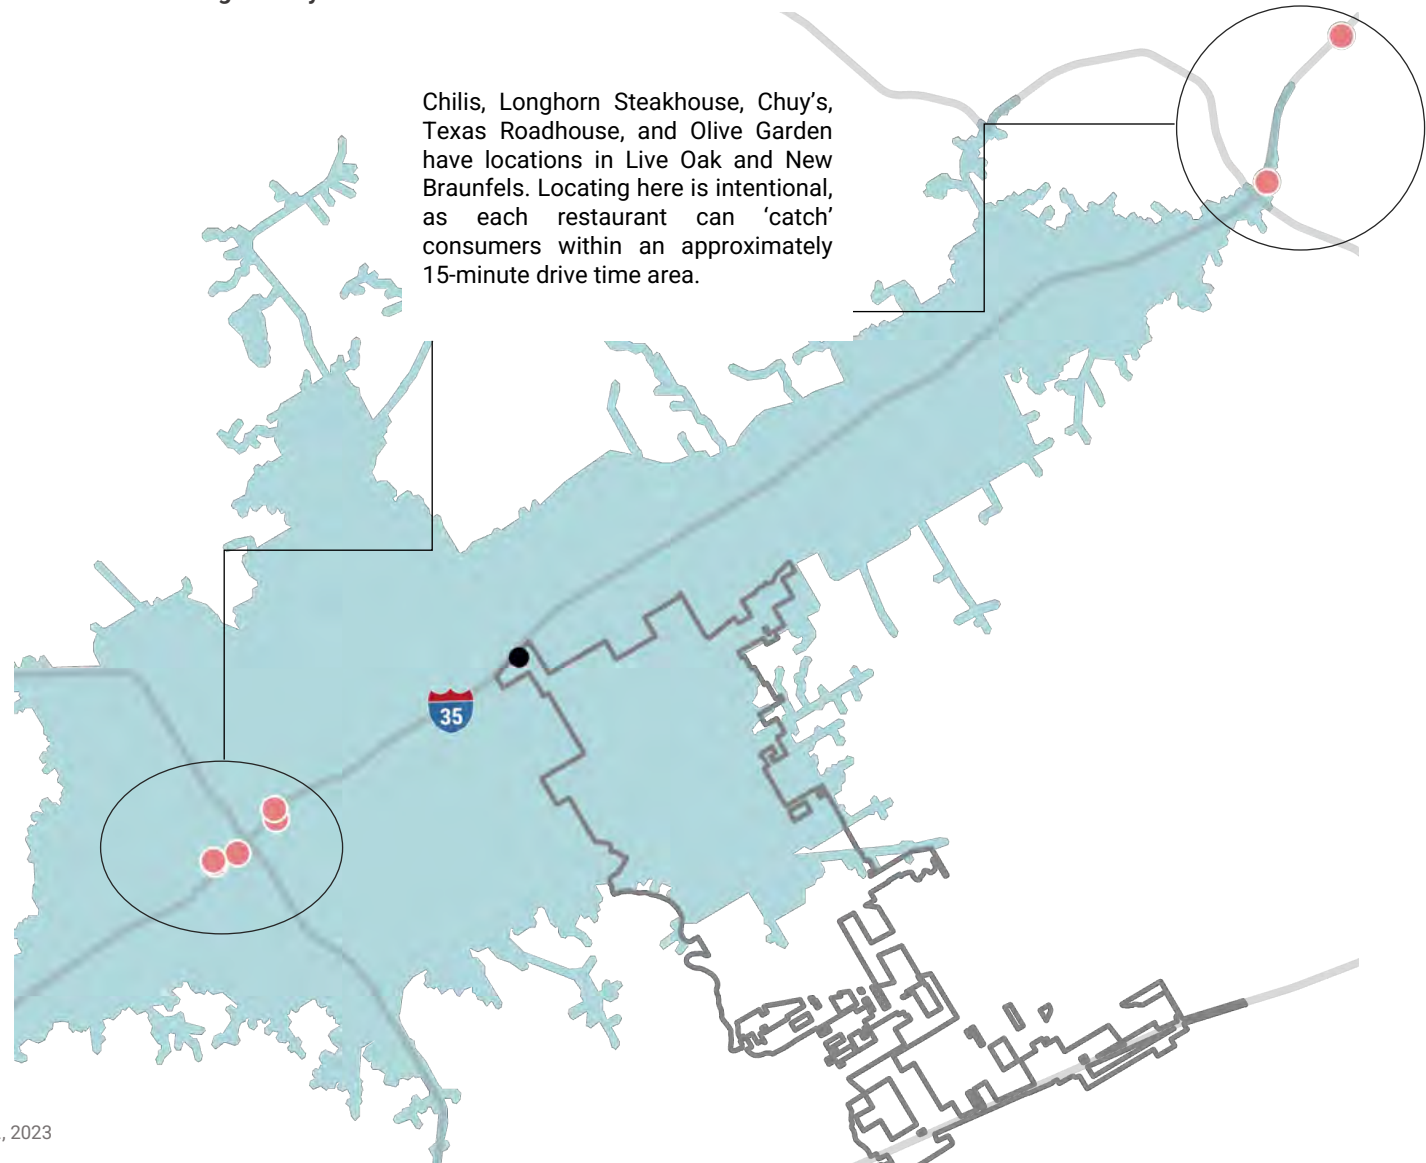 Chilis, Longhorn Steakhouse, Chuy's,
Texas Roadhouse, and Olive Garden
have locations in Live Oak and New
Braunfels. Locating here is intentional,
as each restaurant can ‘catch’
consumers within an approximately
15-minute drive time area.
35
, 2023